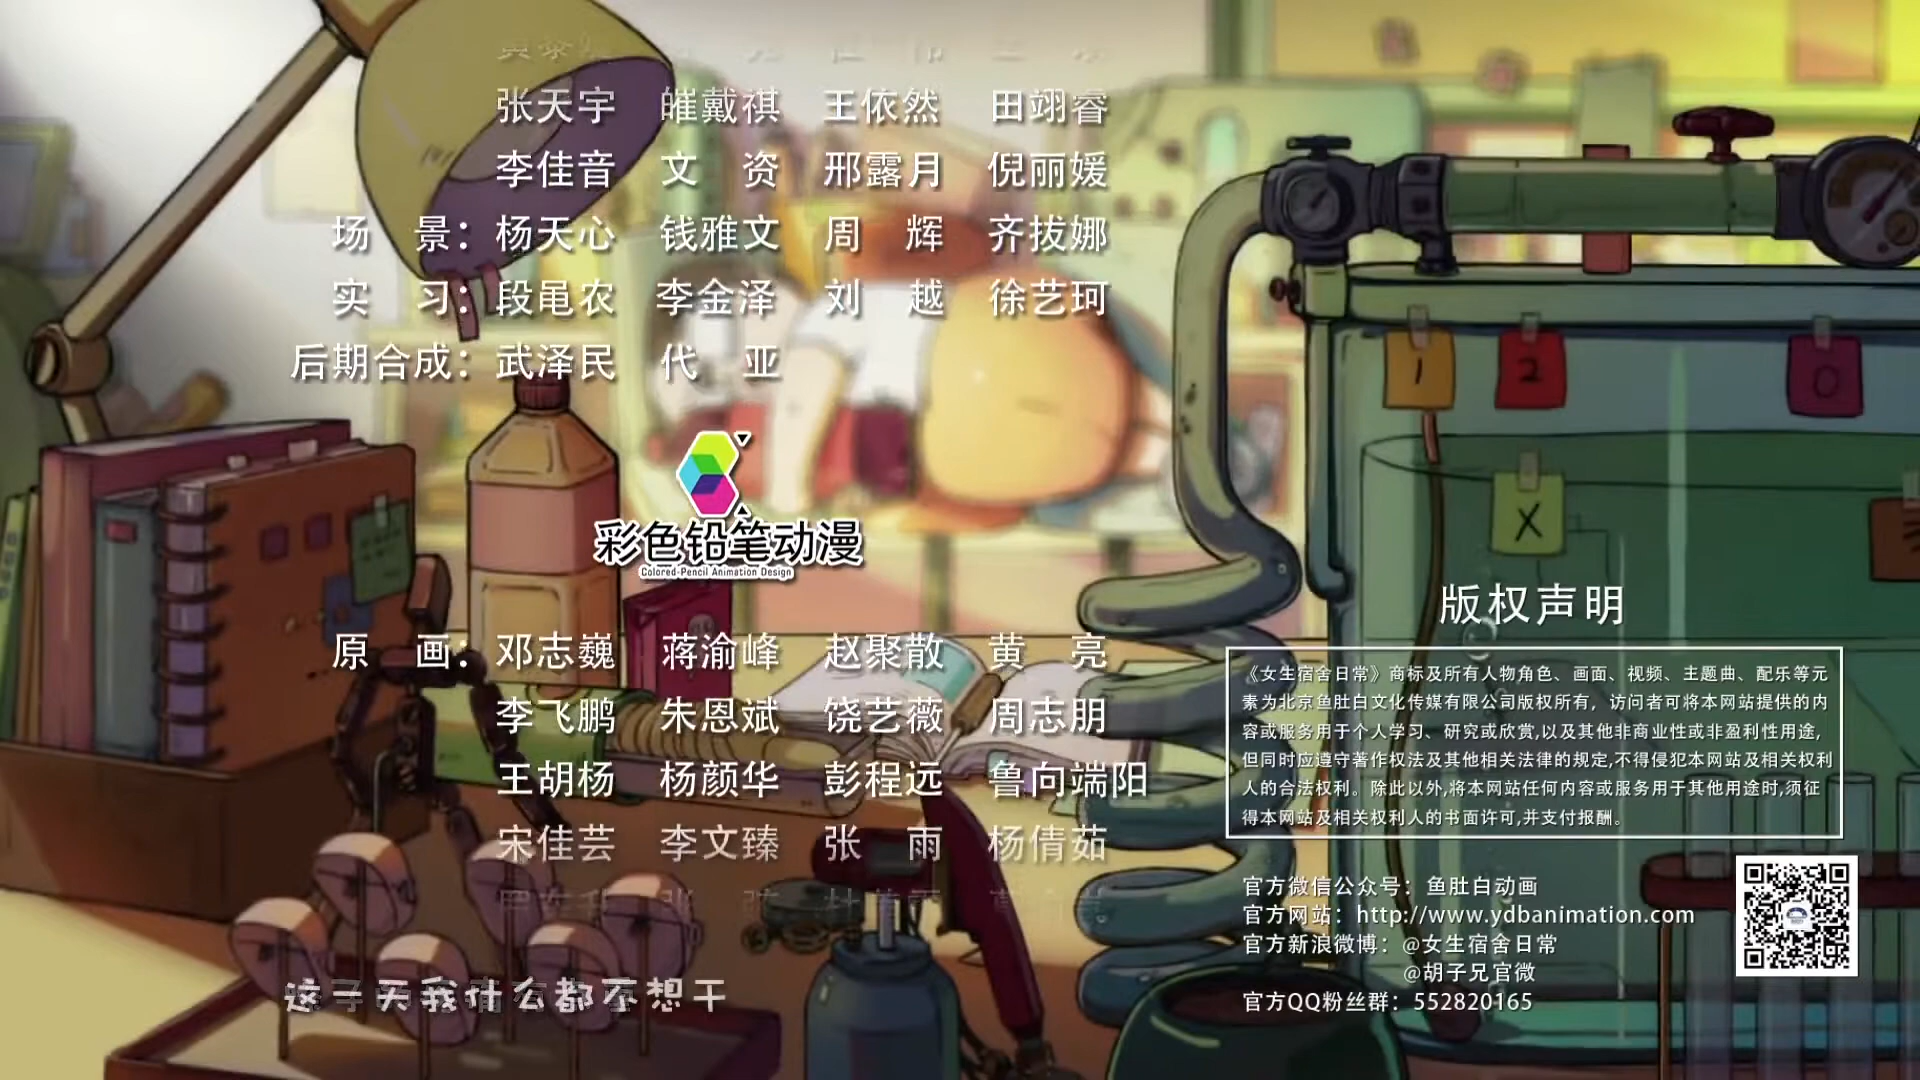 张天宇 皠戴祺 王依然 田翊睿
李佳音 文 资 邢露月 倪丽媛
场 景：杨天心 钱雅文 周 辉 齐拔娜
实 习：段黾农 李金泽 刘 越 徐艺珂
后期合成：武泽民 代 亚
彩色铅笔动漫
Colored-Pencil Animation Design
原 画：邓志巍 蒋渝峰 赵聚散 黄 亮
李飞鹏 朱恩斌 饶艺薇 周志朋
王胡杨 杨颜华 彭程远 鲁向端阳
宋佳芸 李文臻 张 雨 杨倩茹
天我什么都不想干
1
2
X
版权声明
《女生宿舍日常》商标及所有人物角色、画面、视频、主题曲、配乐等元
素为北京鱼肚白文化传媒有限公司版权所有，访问者可将本网站提供的内
容或服务用于个人学习、研究或欣赏,以及其他非商业性或非盈利性用途,
但同时应遵守著作权法及其他相关法律的规定,不得侵犯本网站及相关权利
人的合法权利。除此以外,将本网站任何内容或服务用于其他用途时,须征
得本网站及相关权利人的书面许可,并支付报酬。
官方微信公众号：鱼肚白动画
官方网站：http://www.ydbanimation.com
官方新浪微博：@女生宿舍日常
@胡子兄官微
官方QQ粉丝群：552820165